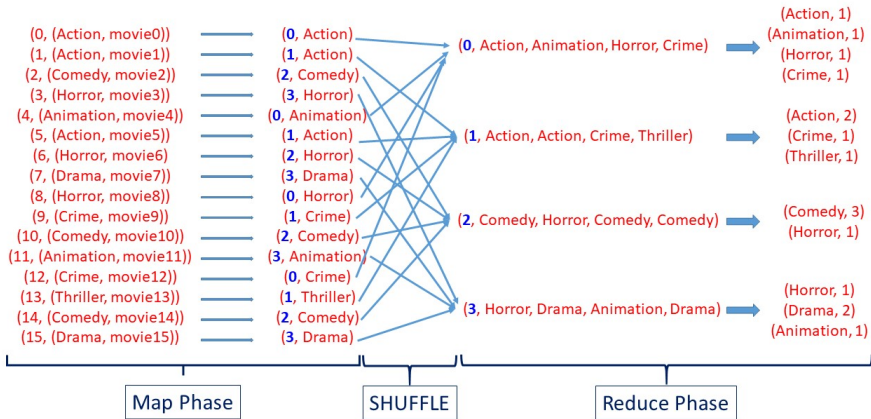 (0, (Action, movie0))
(1, (Action, movie1))
(2, (Comedy, movie2))
(3, (Horror, movie3))
(4, (Animation, movie4))
(5, (Action, movie5))
(6, (Horror, movie6)
(7, (Drama, movie7))
(8, (Horror, movie8))
(9, (Crime, movie9))
(10, (Comedy, movie10))
(11, (Animation, movie11))
(12, (Crime, movie12))
(13, (Thriller, movie13))
(14, (Comedy, movie14))
(15, (Drama, movie15))
(0, Action)
(1, Action)
(2, Comedy)
(3, Horror)
(0, Animation)
(1, Action)
(2, Horror)
(3, Drama)
(0, Horror)
(1, Crime)
(2, Comedy)
(3, Animation)
(0, Crime)
(1, Thriller)
(2, Comedy)
(3, Drama)
(0, Action, Animation, Horror, Crime)
(1, Action, Action, Crime, Thriller)
(2, Comedy, Horror, Comedy, Comedy)
(3, Horror, Drama, Animation, Drama)
(Action, 1)
(Animation, 1)
(Horror, 1)
(Crime, 1)
(Action, 2)
(Crime, 1)
(Thriller, 1)
(Comedy, 3)
(Horror, 1)
(Horror, 1)
(Drama, 2)
(Animation, 1)
Map Phase
SHUFFLE
Reduce Phase